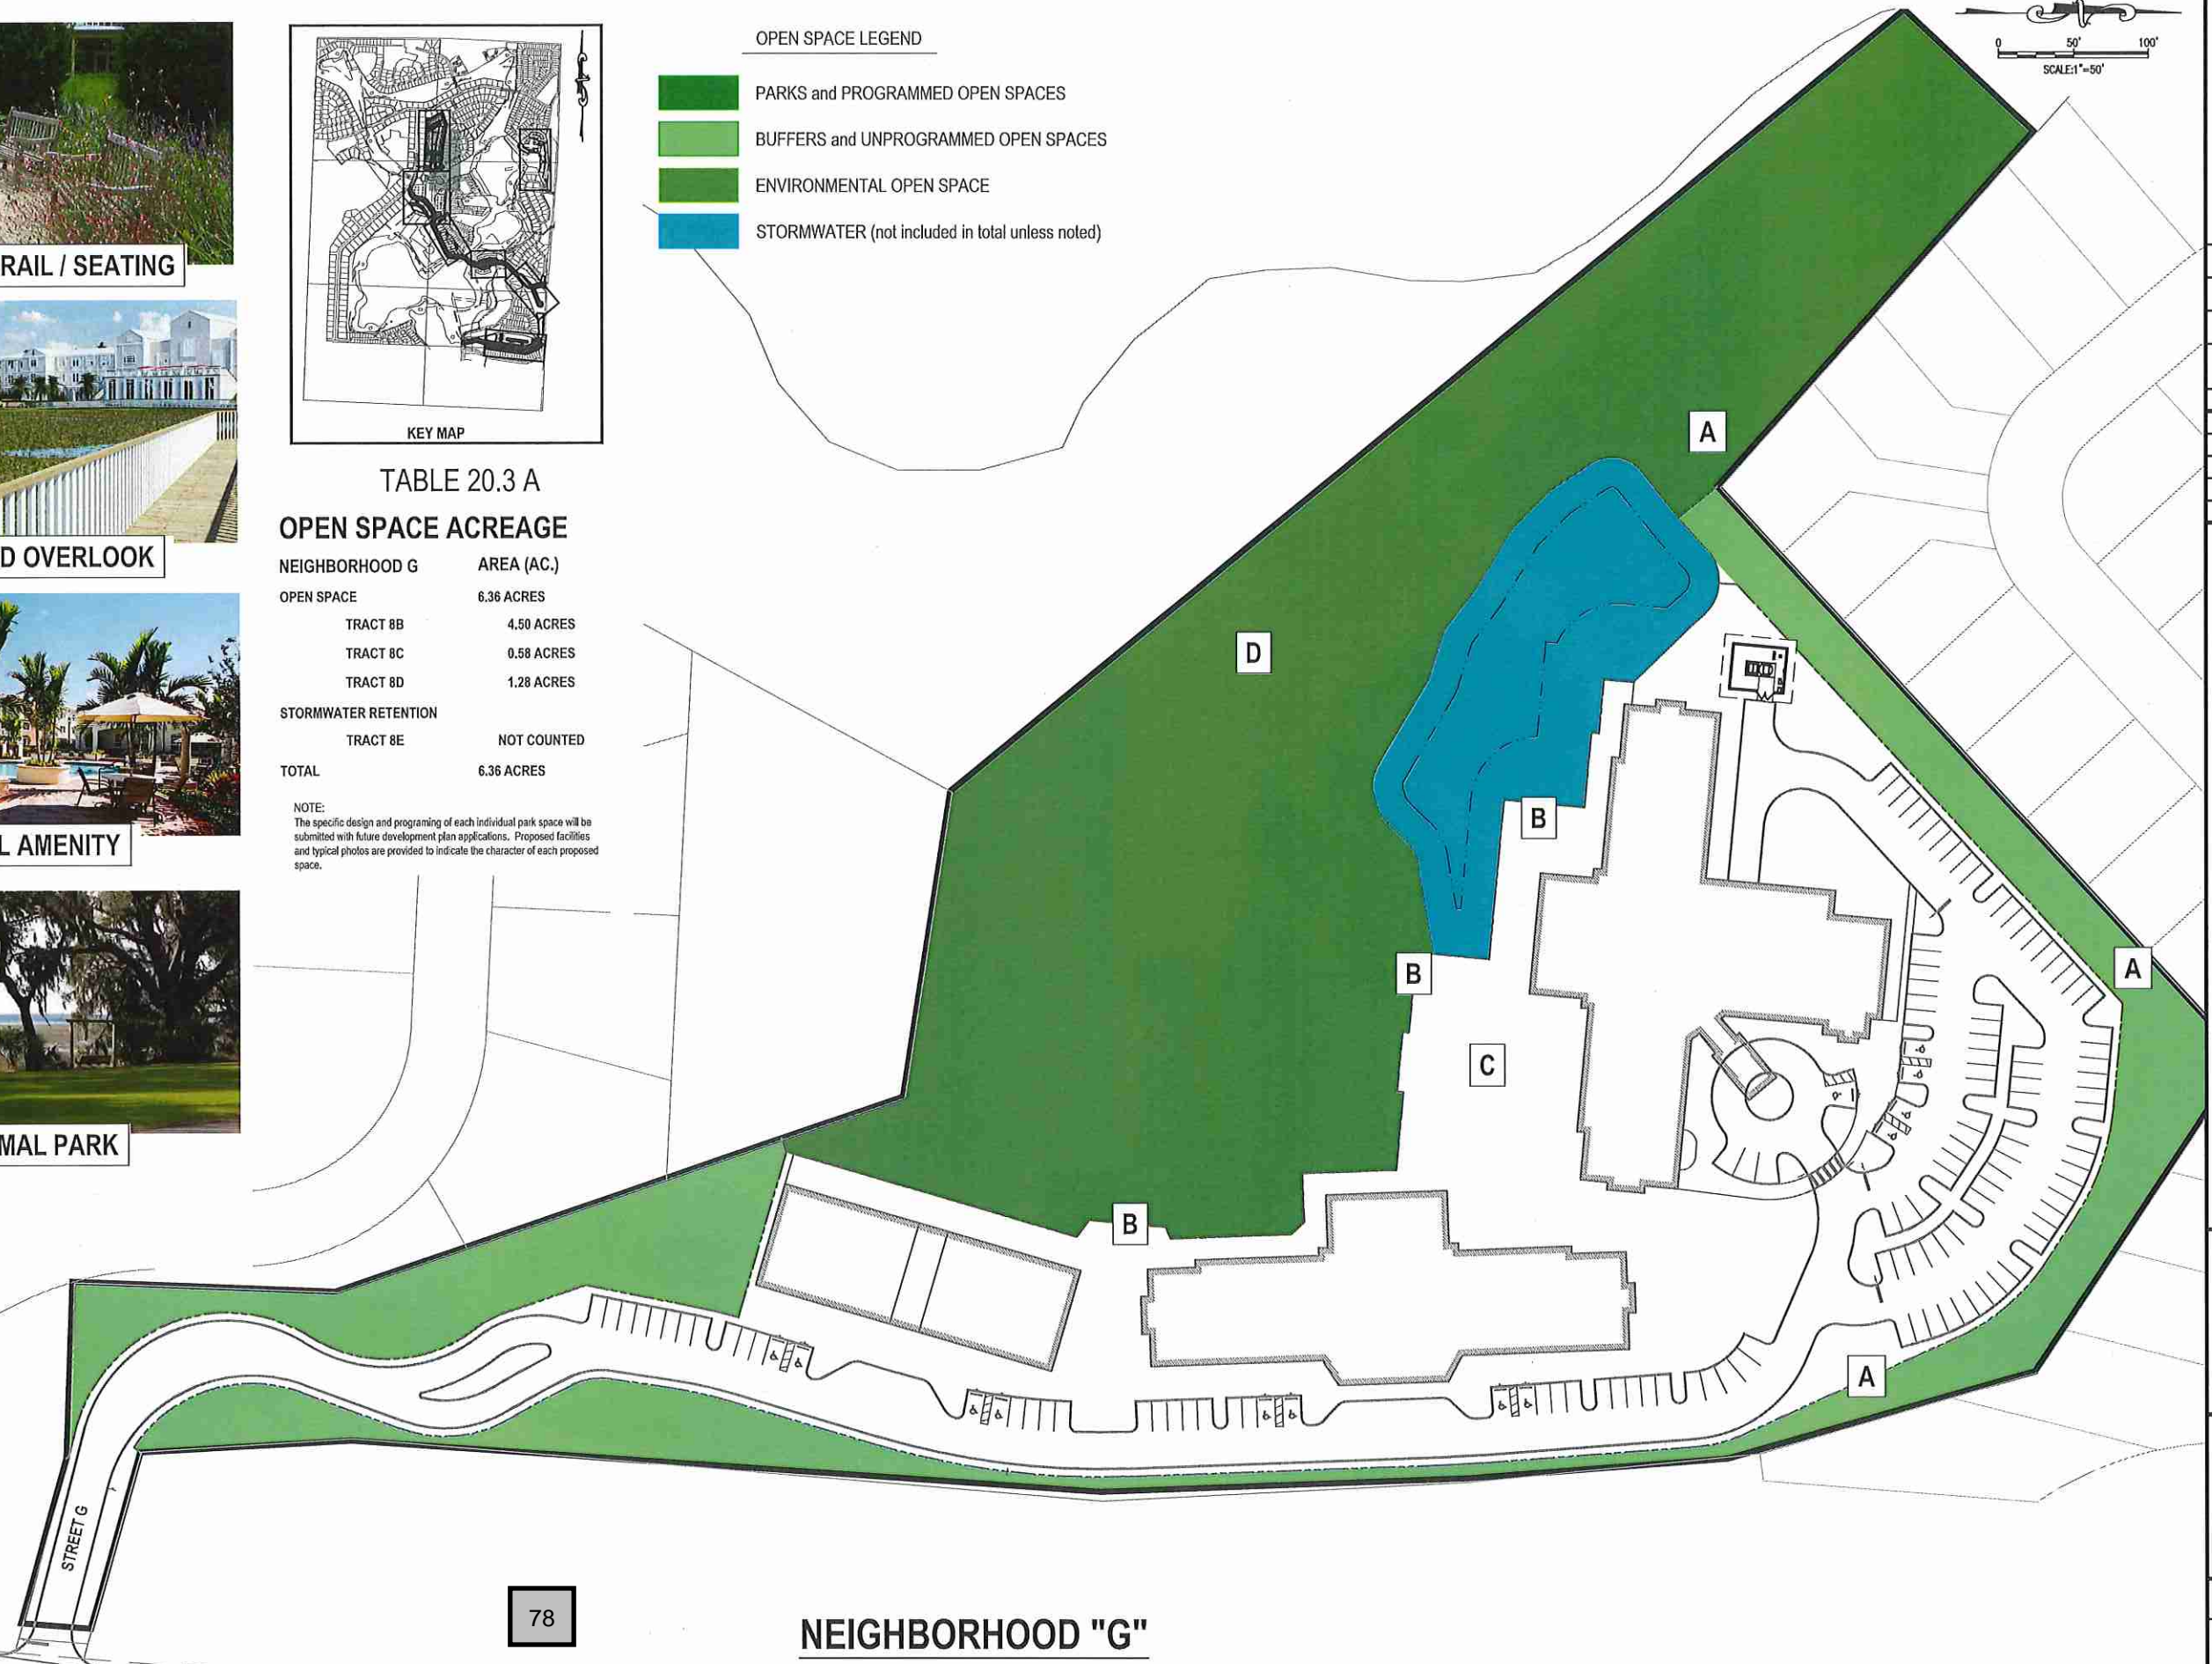 RAIL / SEATING
D OVERLOOK
L AMENITY
MAL PARK
KEY MAP
TABLE 20.3 A
OPEN SPACE ACREAGE
NEIGHBORHOOD G AREA (AC.)
OPEN SPACE 6.36 ACRES
TRACT 8B 4.50 ACRES
TRACT 8C 0.58 ACRES
TRACT 8D 1.28 ACRES
STORMWATER RETENTION
TRACT 8E NOT COUNTED
TOTAL 6.36 ACRES
NOTE:
The specific design and programing of each individual park space will be
submitted with future development plan applications. Proposed facilities
and typical photos are provided to indicate the character of each proposed
space.
OPEN SPACE LEGEND
PARKS and PROGRAMMED OPEN SPACES
BUFFERS and UNPROGRAMMED OPEN SPACES
ENVIRONMENTAL OPEN SPACE
STORMWATER (not included in total unless noted)
0 50' 100'
SCALE:1"=50'
A
D
B
B
A
C
B
A
STREET G
78
NEIGHBORHOOD "G"